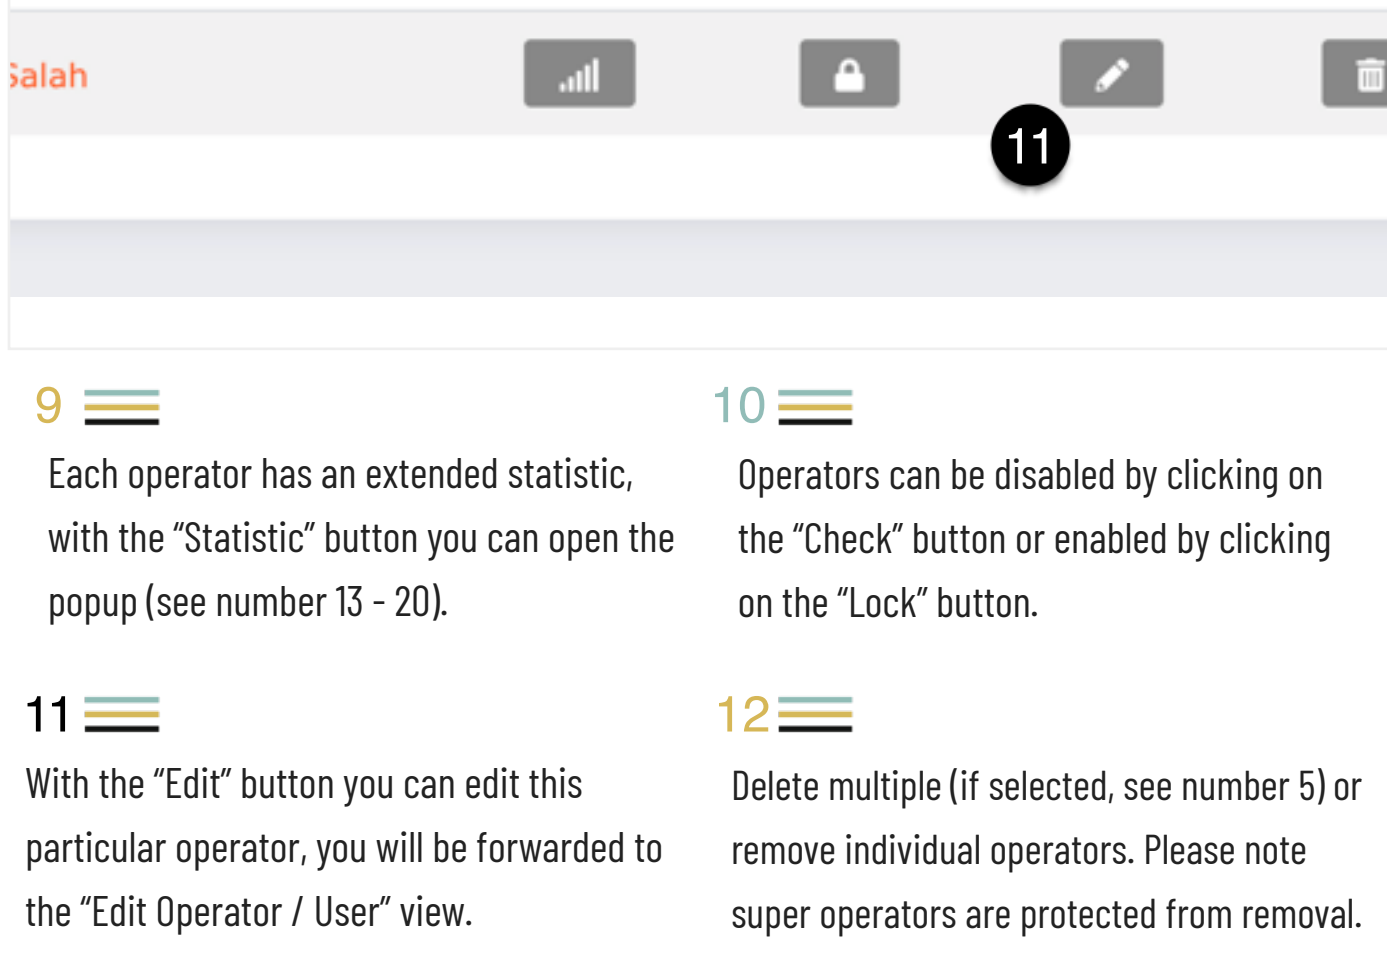 Salah
11
9
Each operator has an extended statistic,
with the “Statistic” button you can open the
popup (see number 13 - 20).
10
Operators can be disabled by clicking on
the “Check” button or enabled by clicking
on the “Lock” button.
11
With the “Edit” button you can edit this
particular operator, you will be forwarded to
the “Edit Operator / User” view.
12
Delete multiple (if selected, see number 5) or
remove individual operators. Please note
super operators are protected from removal.